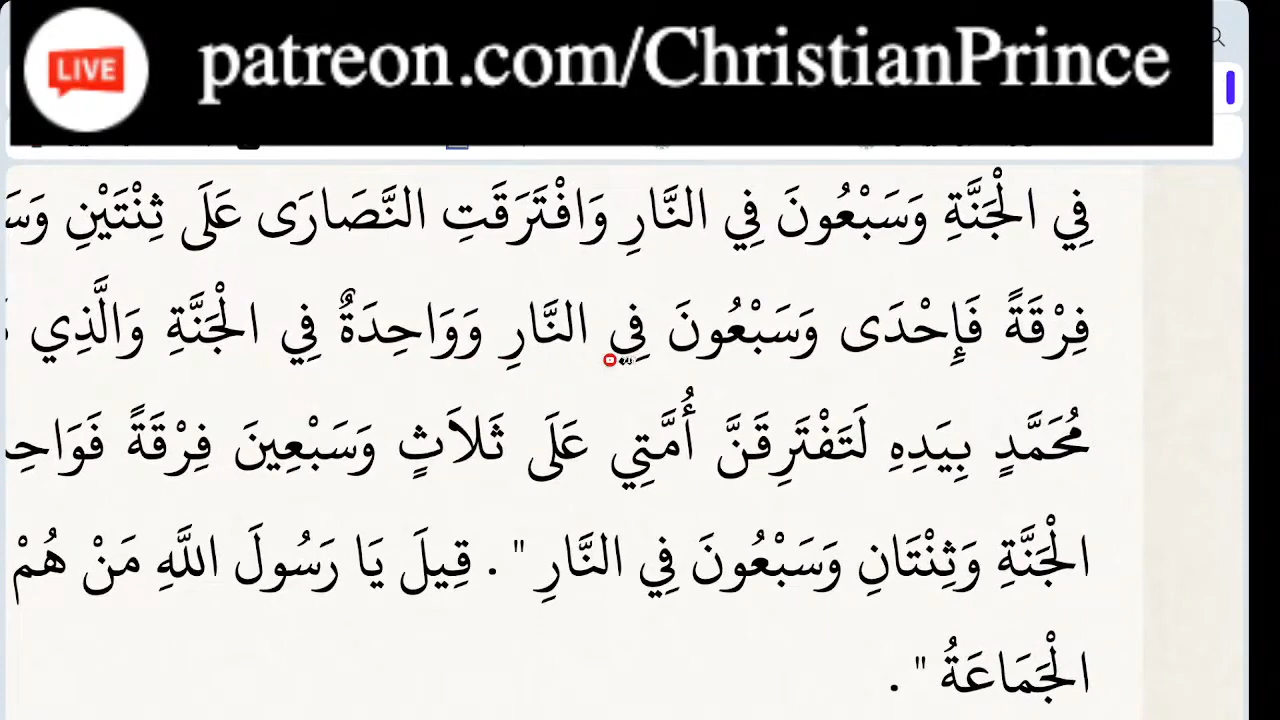 LIVE
patreon.com/ChristianPrince
فِي الْجَنَّةِ وَسَبْعُونَ فِي النَّارِ وَافْتَرَقَتِ النَّصَارَى عَلَى ثِنْتَيْنِ
فِرْقَةً فَإِحْدَى وَسَبْعُونَ فِي النَّارِ وَوَاحِدَةٌ فِي الْجَنَّةِ وَالَّذِي
مُحَمَّدٍ بِيَدِهِ لَتَفْتَرِقَنَّ أُمَّتِي عَلَى ثَلاَثٍ وَسَبْعِينَ فِرْقَةً
الْجَنَّةِ وَثِنْتَانِ وَسَبْعُونَ فِي النَّارِ " . قِيلَ يَا رَسُولَ اللَّهِ مَنْ هُمْ
الْجَمَاعَةُ " .